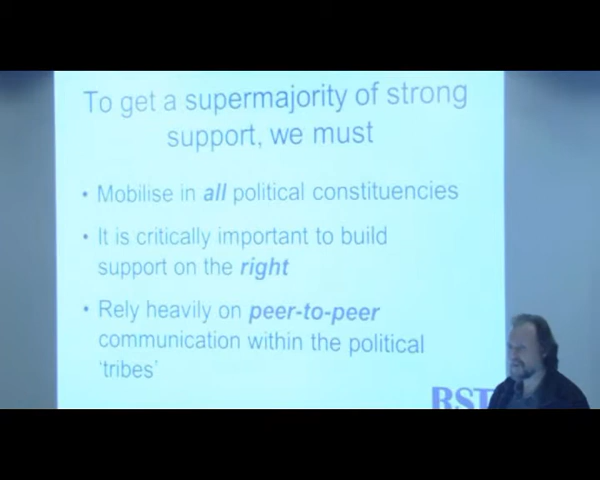 To get a supermajority of strong
support, we must
• Mobilise in all political constituencies
• It is critically important to build
support on the right
• Rely heavily on peer-to-peer
communication within the political
'tribes'
RST